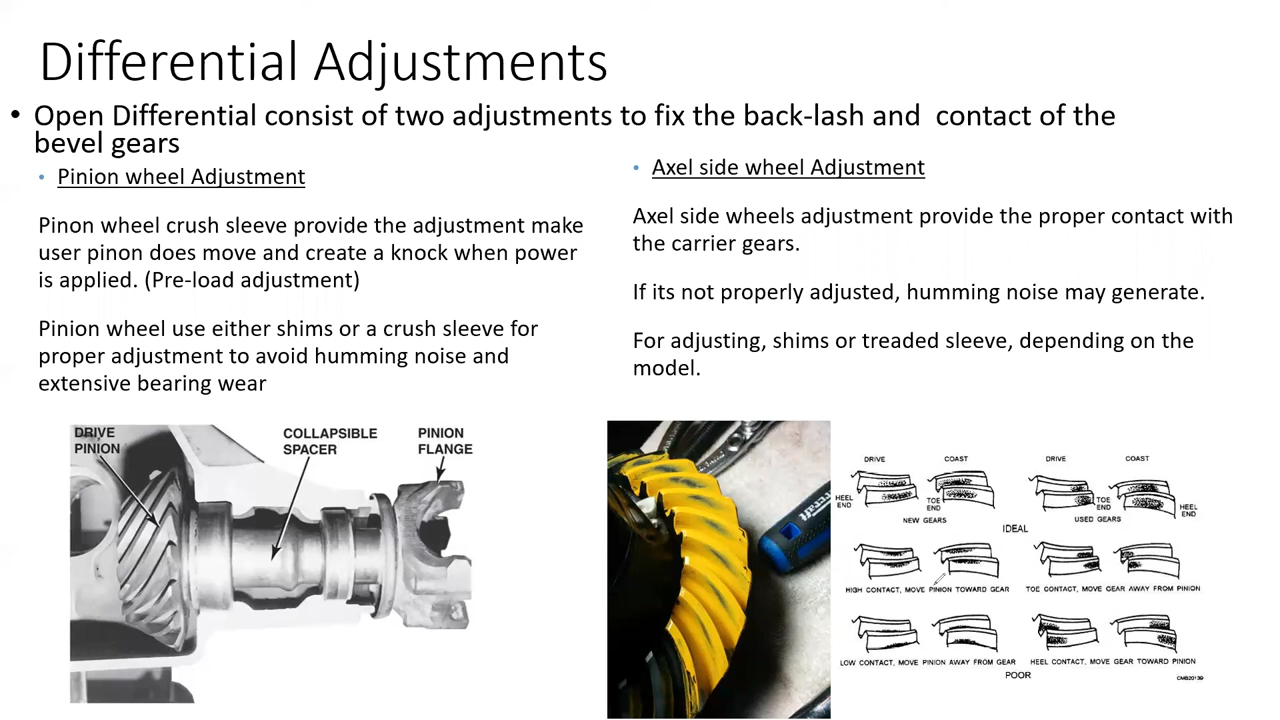 Differential Adjustments
• Open Differential consist of two adjustments to fix the back-lash and contact of the
bevel gears
• Pinion wheel Adjustment
Pinon wheel crush sleeve provide the adjustment make
user pinon does move and create a knock when power
is applied. (Pre-load adjustment)
Pinion wheel use either shims or a crush sleeve for
proper adjustment to avoid humming noise and
extensive bearing wear
• Axel side wheel Adjustment
Axel side wheels adjustment provide the proper contact with
the carrier gears.
If its not properly adjusted, humming noise may generate.
For adjusting, shims or treaded sleeve, depending on the
model.
DRIVE
PINION
COLLAPSIBLE
SPACER
PINION
FLANGE
DRIVE
COAST
DRIVE
COAST
HEEL
END
TOE
END
TOE
END
HEEL
END
NEW GEARS
USED GEARS
IDEAL
HIGH CONTACT, MOVE PINION TOWARD GEAR
TOE CONTACT, MOVE GEAR AWAY FROM PINION
LOW CONTACT, MOVE PINION AWAY FROM GEAR
HEEL CONTACT, MOVE GEAR TOWARD PINION
POOR